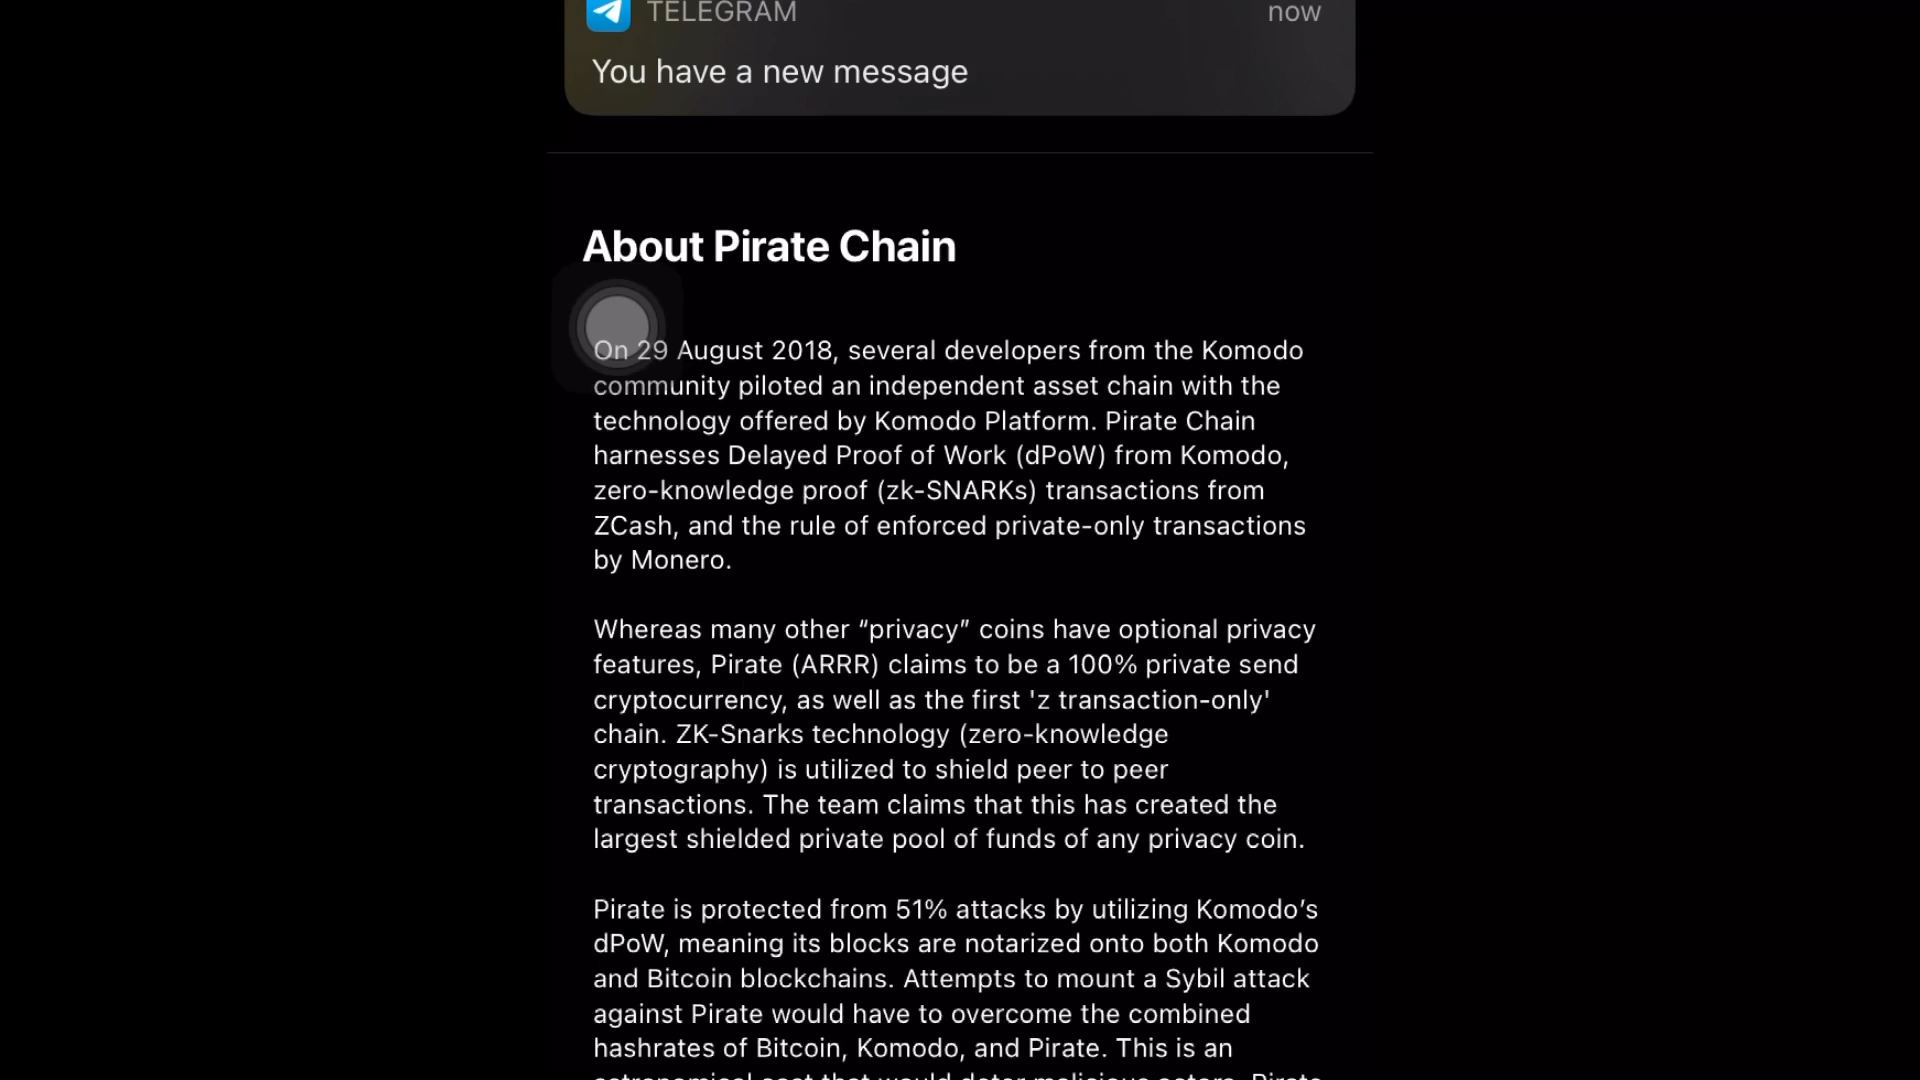 TELEGRAM
now
You have a new message
About Pirate Chain
On 29 August 2018, several developers from the Komodo
community piloted an independent asset chain with the
technology offered by Komodo Platform. Pirate Chain
harnesses Delayed Proof of Work (dPoW) from Komodo,
zero-knowledge proof (zk-SNARKs) transactions from
ZCash, and the rule of enforced private-only transactions
by Monero.
Whereas many other “privacy” coins have optional privacy
features, Pirate (ARRR) claims to be a 100% private send
cryptocurrency, as well as the first 'z transaction-only'
chain. ZK-Snarks technology (zero-knowledge
cryptography) is utilized to shield peer to peer
transactions. The team claims that this has created the
largest shielded private pool of funds of any privacy coin.
Pirate is protected from 51% attacks by utilizing Komodo’s
dPoW, meaning its blocks are notarized onto both Komodo
and Bitcoin blockchains. Attempts to mount a Sybil attack
against Pirate would have to overcome the combined
hashrates of Bitcoin, Komodo, and Pirate. This is an
astronomical cost that would deter malicious actors. Pirate